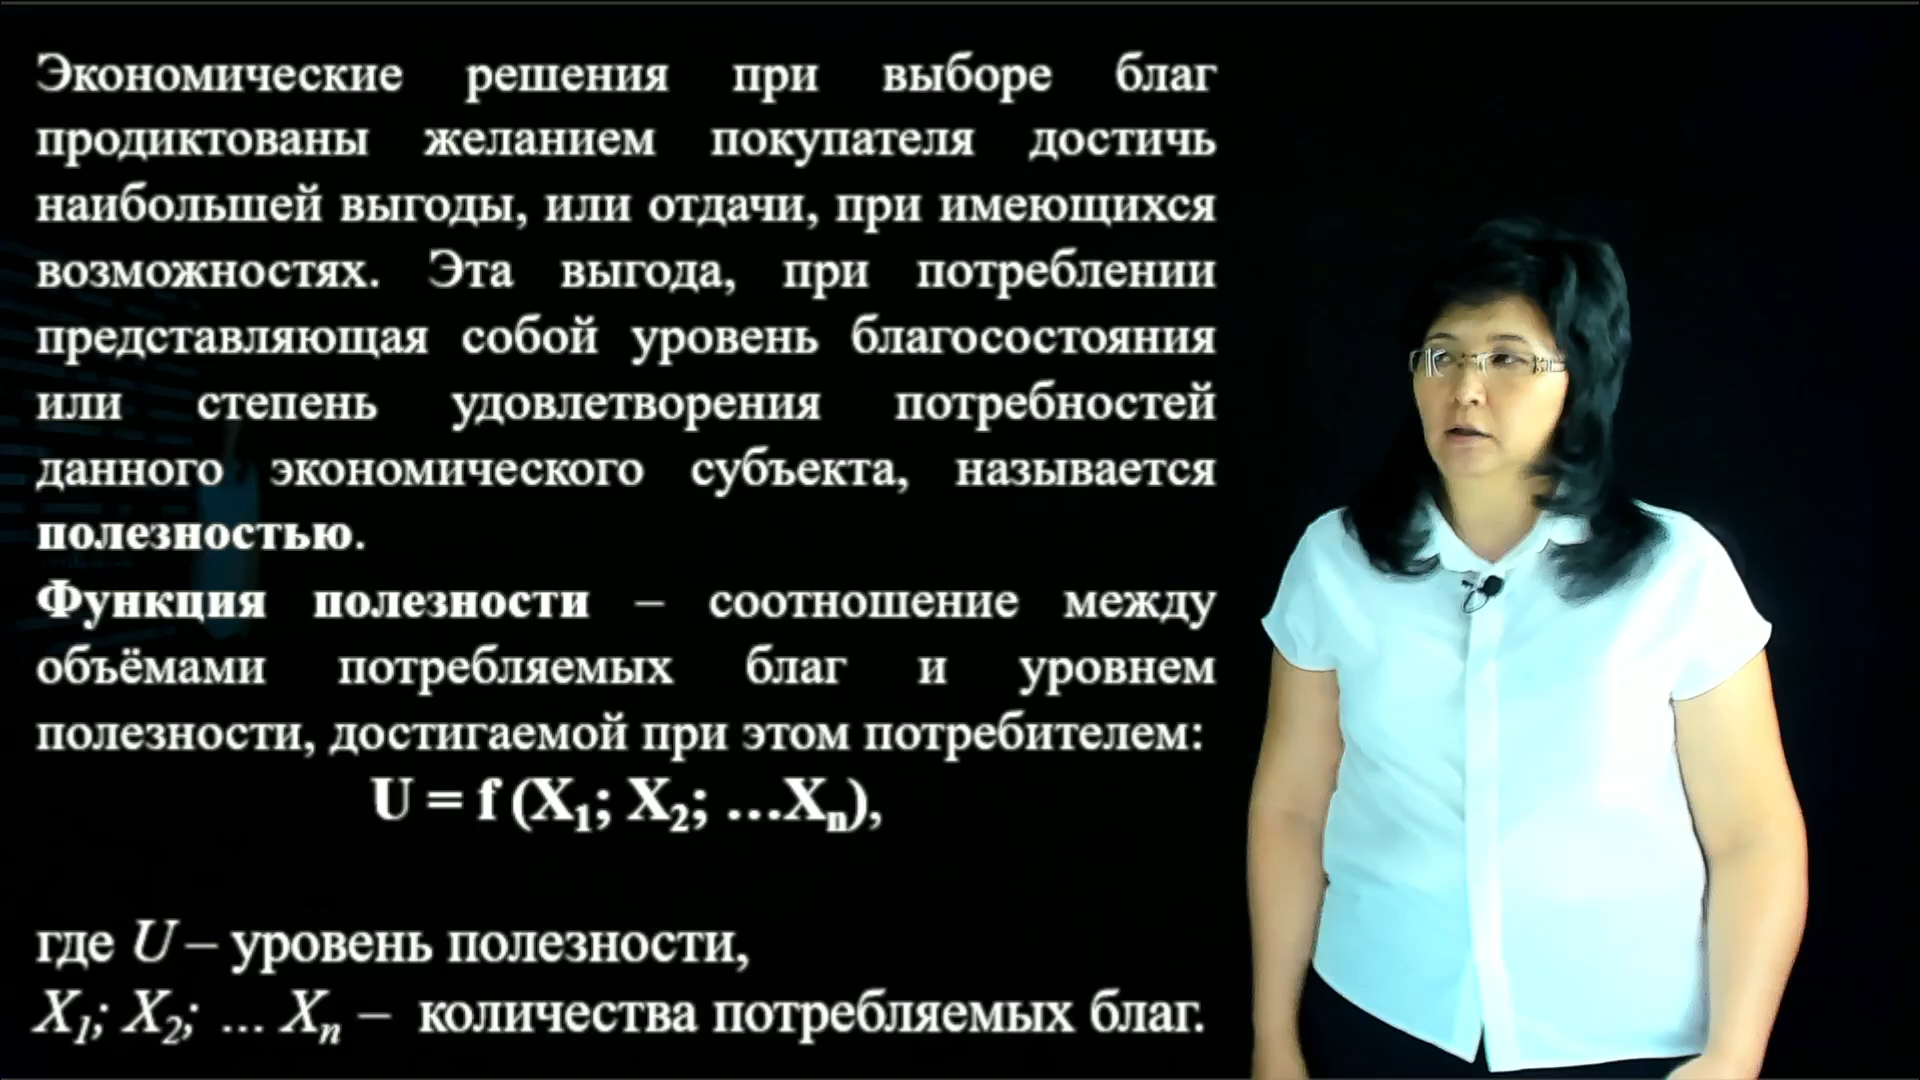 Экономические решения при выборе благ
продиктованы желанием покупателя достичь
наибольшей выгоды, или отдачи, при имеющихся
возможностях. Эта выгода, при потреблении
представляющая собой уровень благосостояния
или степень удовлетворения потребностей
данного экономического субъекта, называется
полезностью.
Функция полезности – соотношение между
объёмами потребляемых благ и уровнем
полезности, достигаемой при этом потребителем:
U = f (X₁; X₂; …Xₙ),
где U – уровень полезности,
X₁; X₂; … Xₙ – количества потребляемых благ.